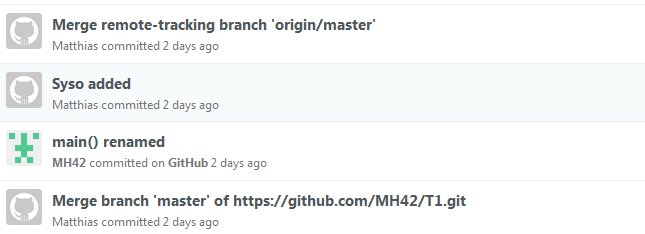 Merge remote-tracking branch 'origin/master'
Matthias committed 2 days ago
Syso added
Matthias committed 2 days ago
main() renamed
MH42 committed on GitHub 2 days ago
Merge branch 'master' of https://github.com/MH42/T1.git
Matthias committed 2 days ago